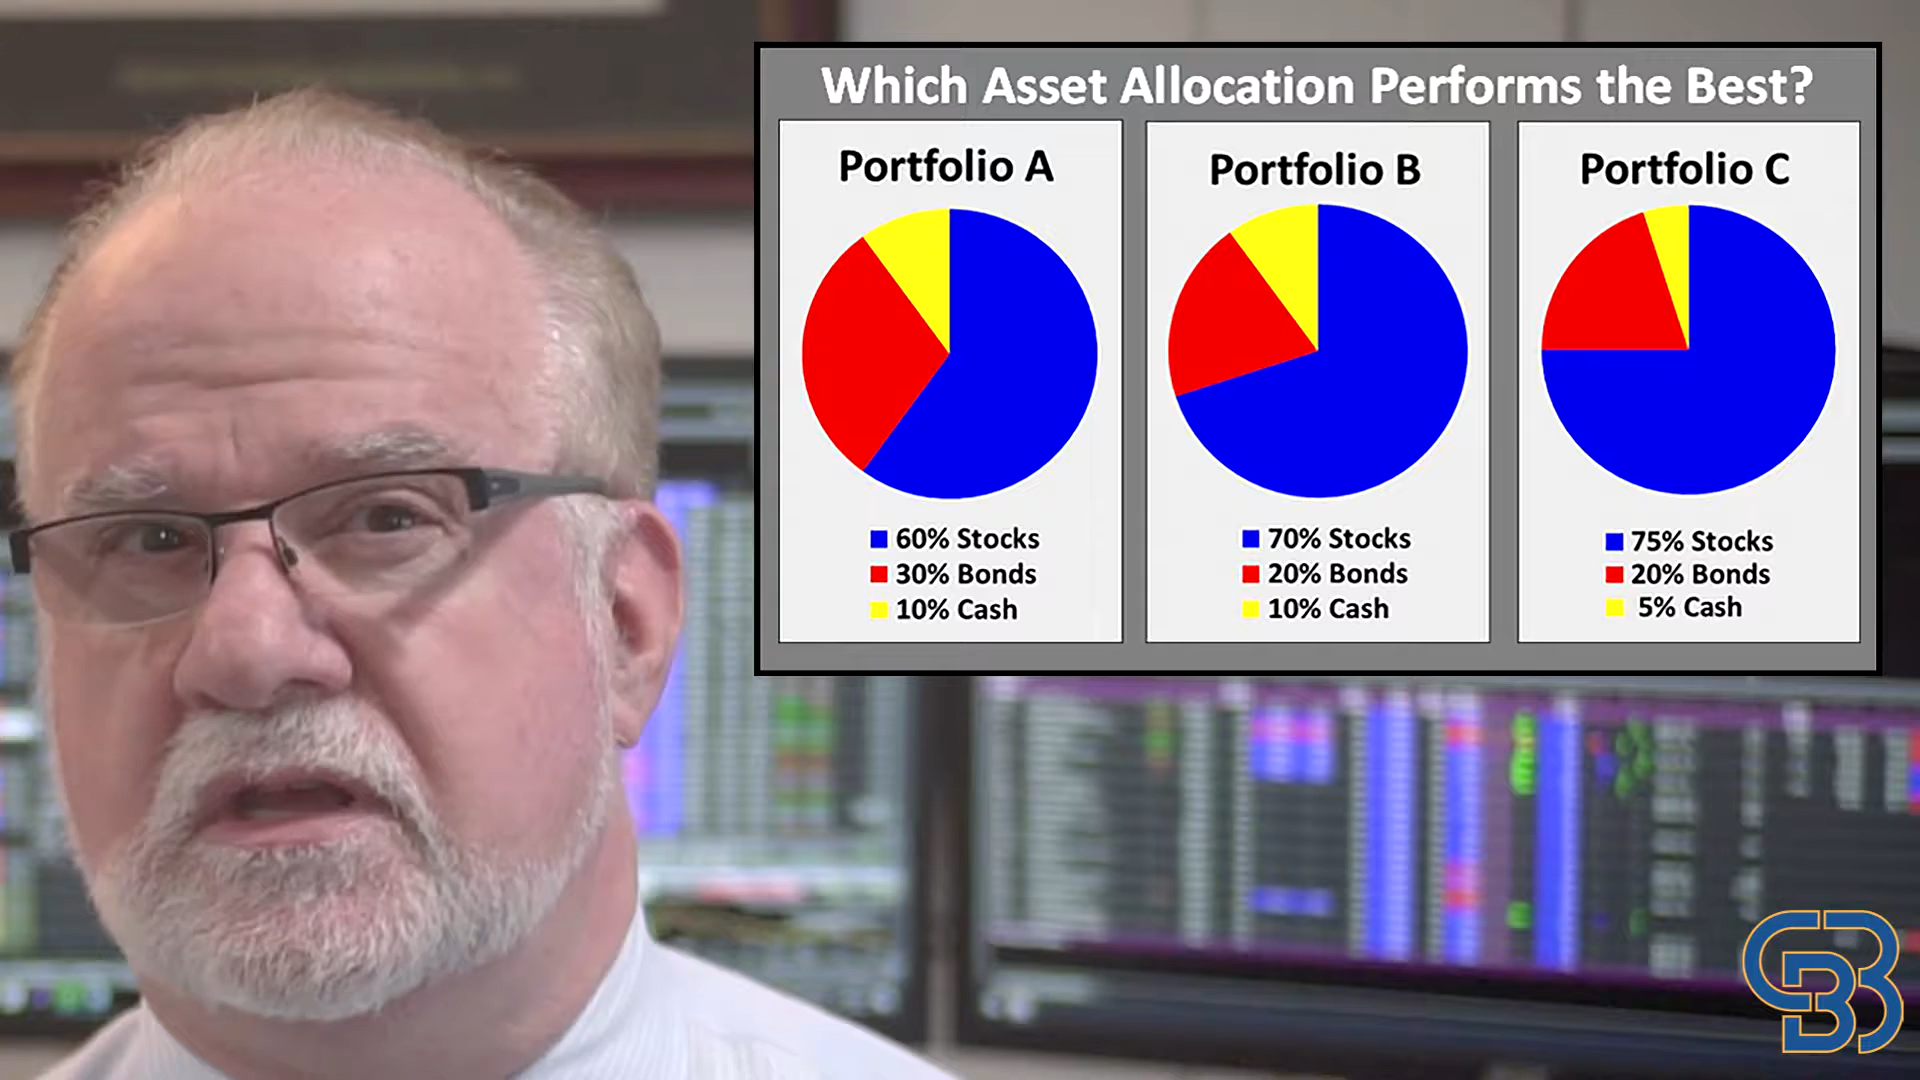 Which Asset Allocation Performs the Best?
Portfolio A
60% Stocks
30% Bonds
10% Cash
Portfolio B
70% Stocks
20% Bonds
10% Cash
Portfolio C
75% Stocks
20% Bonds
5% Cash